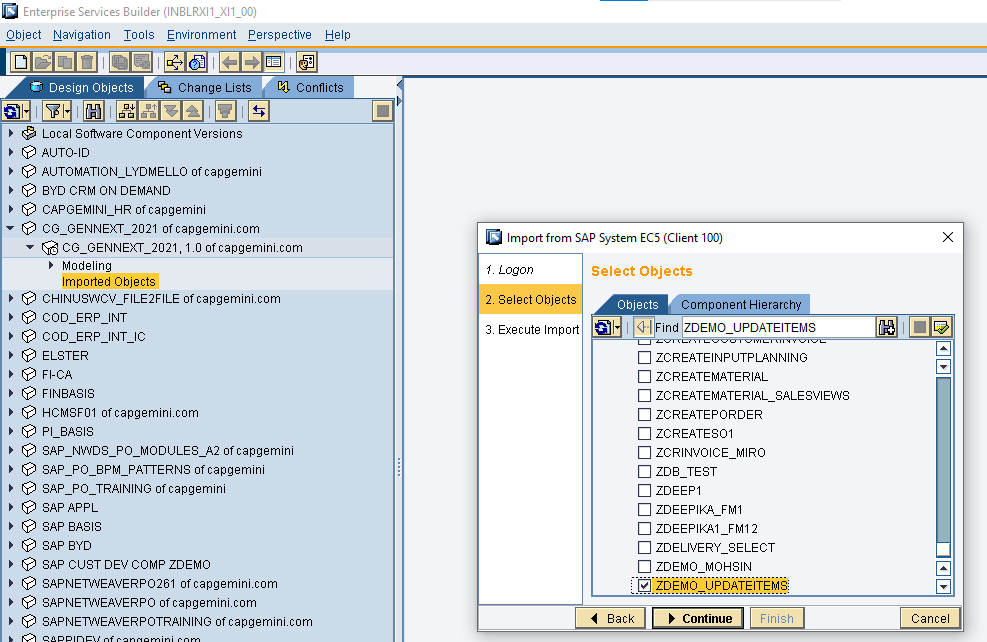 Enterprise Services Builder (INBLRXI1_XI1_00)
Object Navigation Tools Environment Perspective Help
Design Objects Change Lists Conflicts
Local Software Component Versions
AUTO-ID
AUTOMATION_LYDMELLO of capgemini
BYD CRM ON DEMAND
CAPGEMINI_HR of capgemini
CG_GENNEXT_2021 of capgemini.com
CG_GENNEXT_2021, 1.0 of capgemini.com
Modeling
Imported Objects
CHINUSWCV_FILE2FILE of capgemini.com
COD_ERP_INT
COD_ERP_INT_IC
ELSTER
FI-CA
FINBASIS
HCMSF01 of capgemini.com
PI_BASIS
SAP_NWDS_PO_MODULES_A2 of capgemini
SAP_PO_BPM_PATTERNS of capgemini
SAP_PO_TRAINING of capgemini
SAP APPL
SAP BASIS
SAP BYD
SAP CUST DEV COMP ZDEMO
SAPNETWEAVERPO261 of capgemini.com
SAPNETWEAVERPO of capgemini.com
SAPNETWEAVERPOTRAINING of capgemini.com
SAPPIDEV of capgemini.com
Import from SAP System EC5 (Client 100)
1. Logon
2. Select Objects
3. Execute Import
Select Objects
Objects Component Hierarchy
Find ZDEMO_UPDATEITEMS
ZCREATECUSTOMERINVOICE
ZCREATEINPUTPLANNING
ZCREATEMATERIAL
ZCREATEMATERIAL_SALESVIEWS
ZCREATEPORDER
ZCREATESO1
ZCRINVOICE_MIRO
ZDB_TEST
ZDEEP1
ZDEEPIKA_FM1
ZDEEPIKA1_FM12
ZDELIVERY_SELECT
ZDEMO_MOHSIN
ZDEMO_UPDATEITEMS
Back Continue Finish Cancel